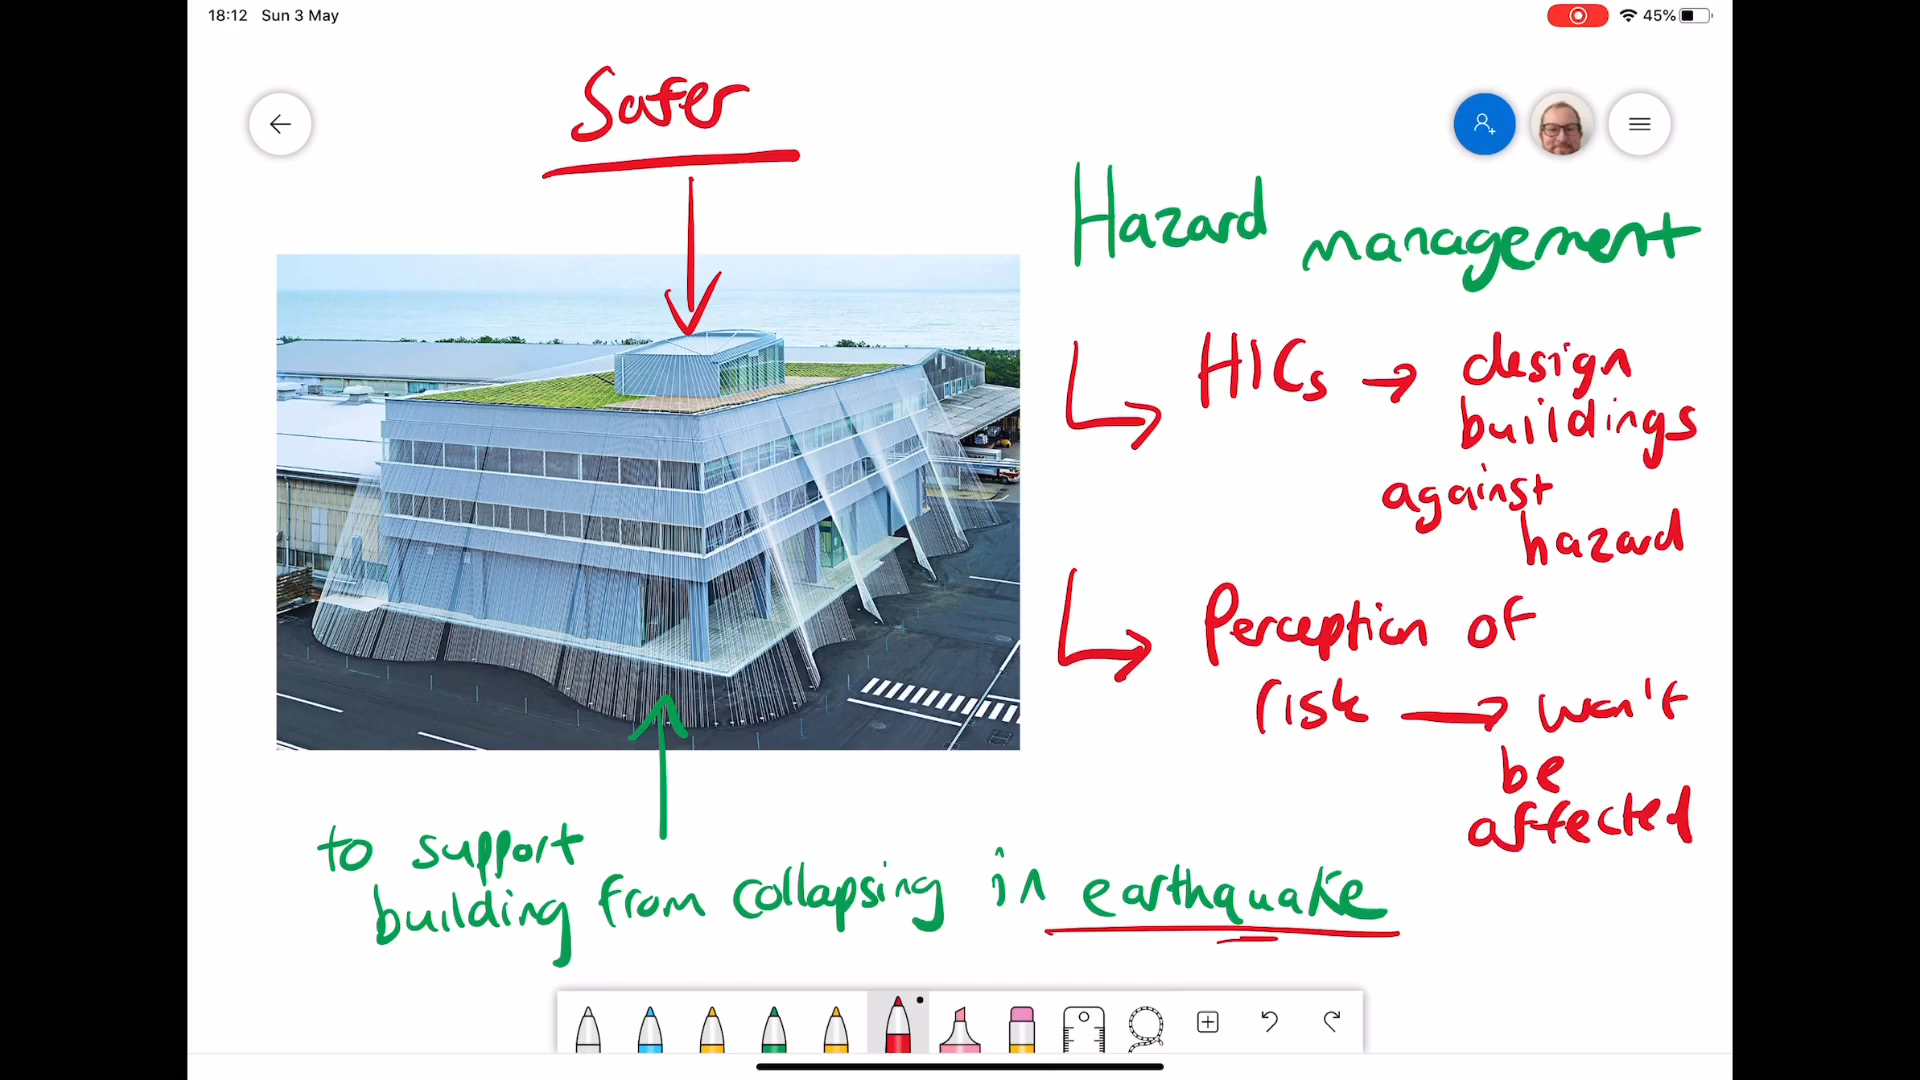 18:12 Sun 3 May
45%
Safer
Hazard management
HICs → design
buildings
against
hazard
Perception of
risk → won't
be
affected
to support
building from collapsing in earthquake